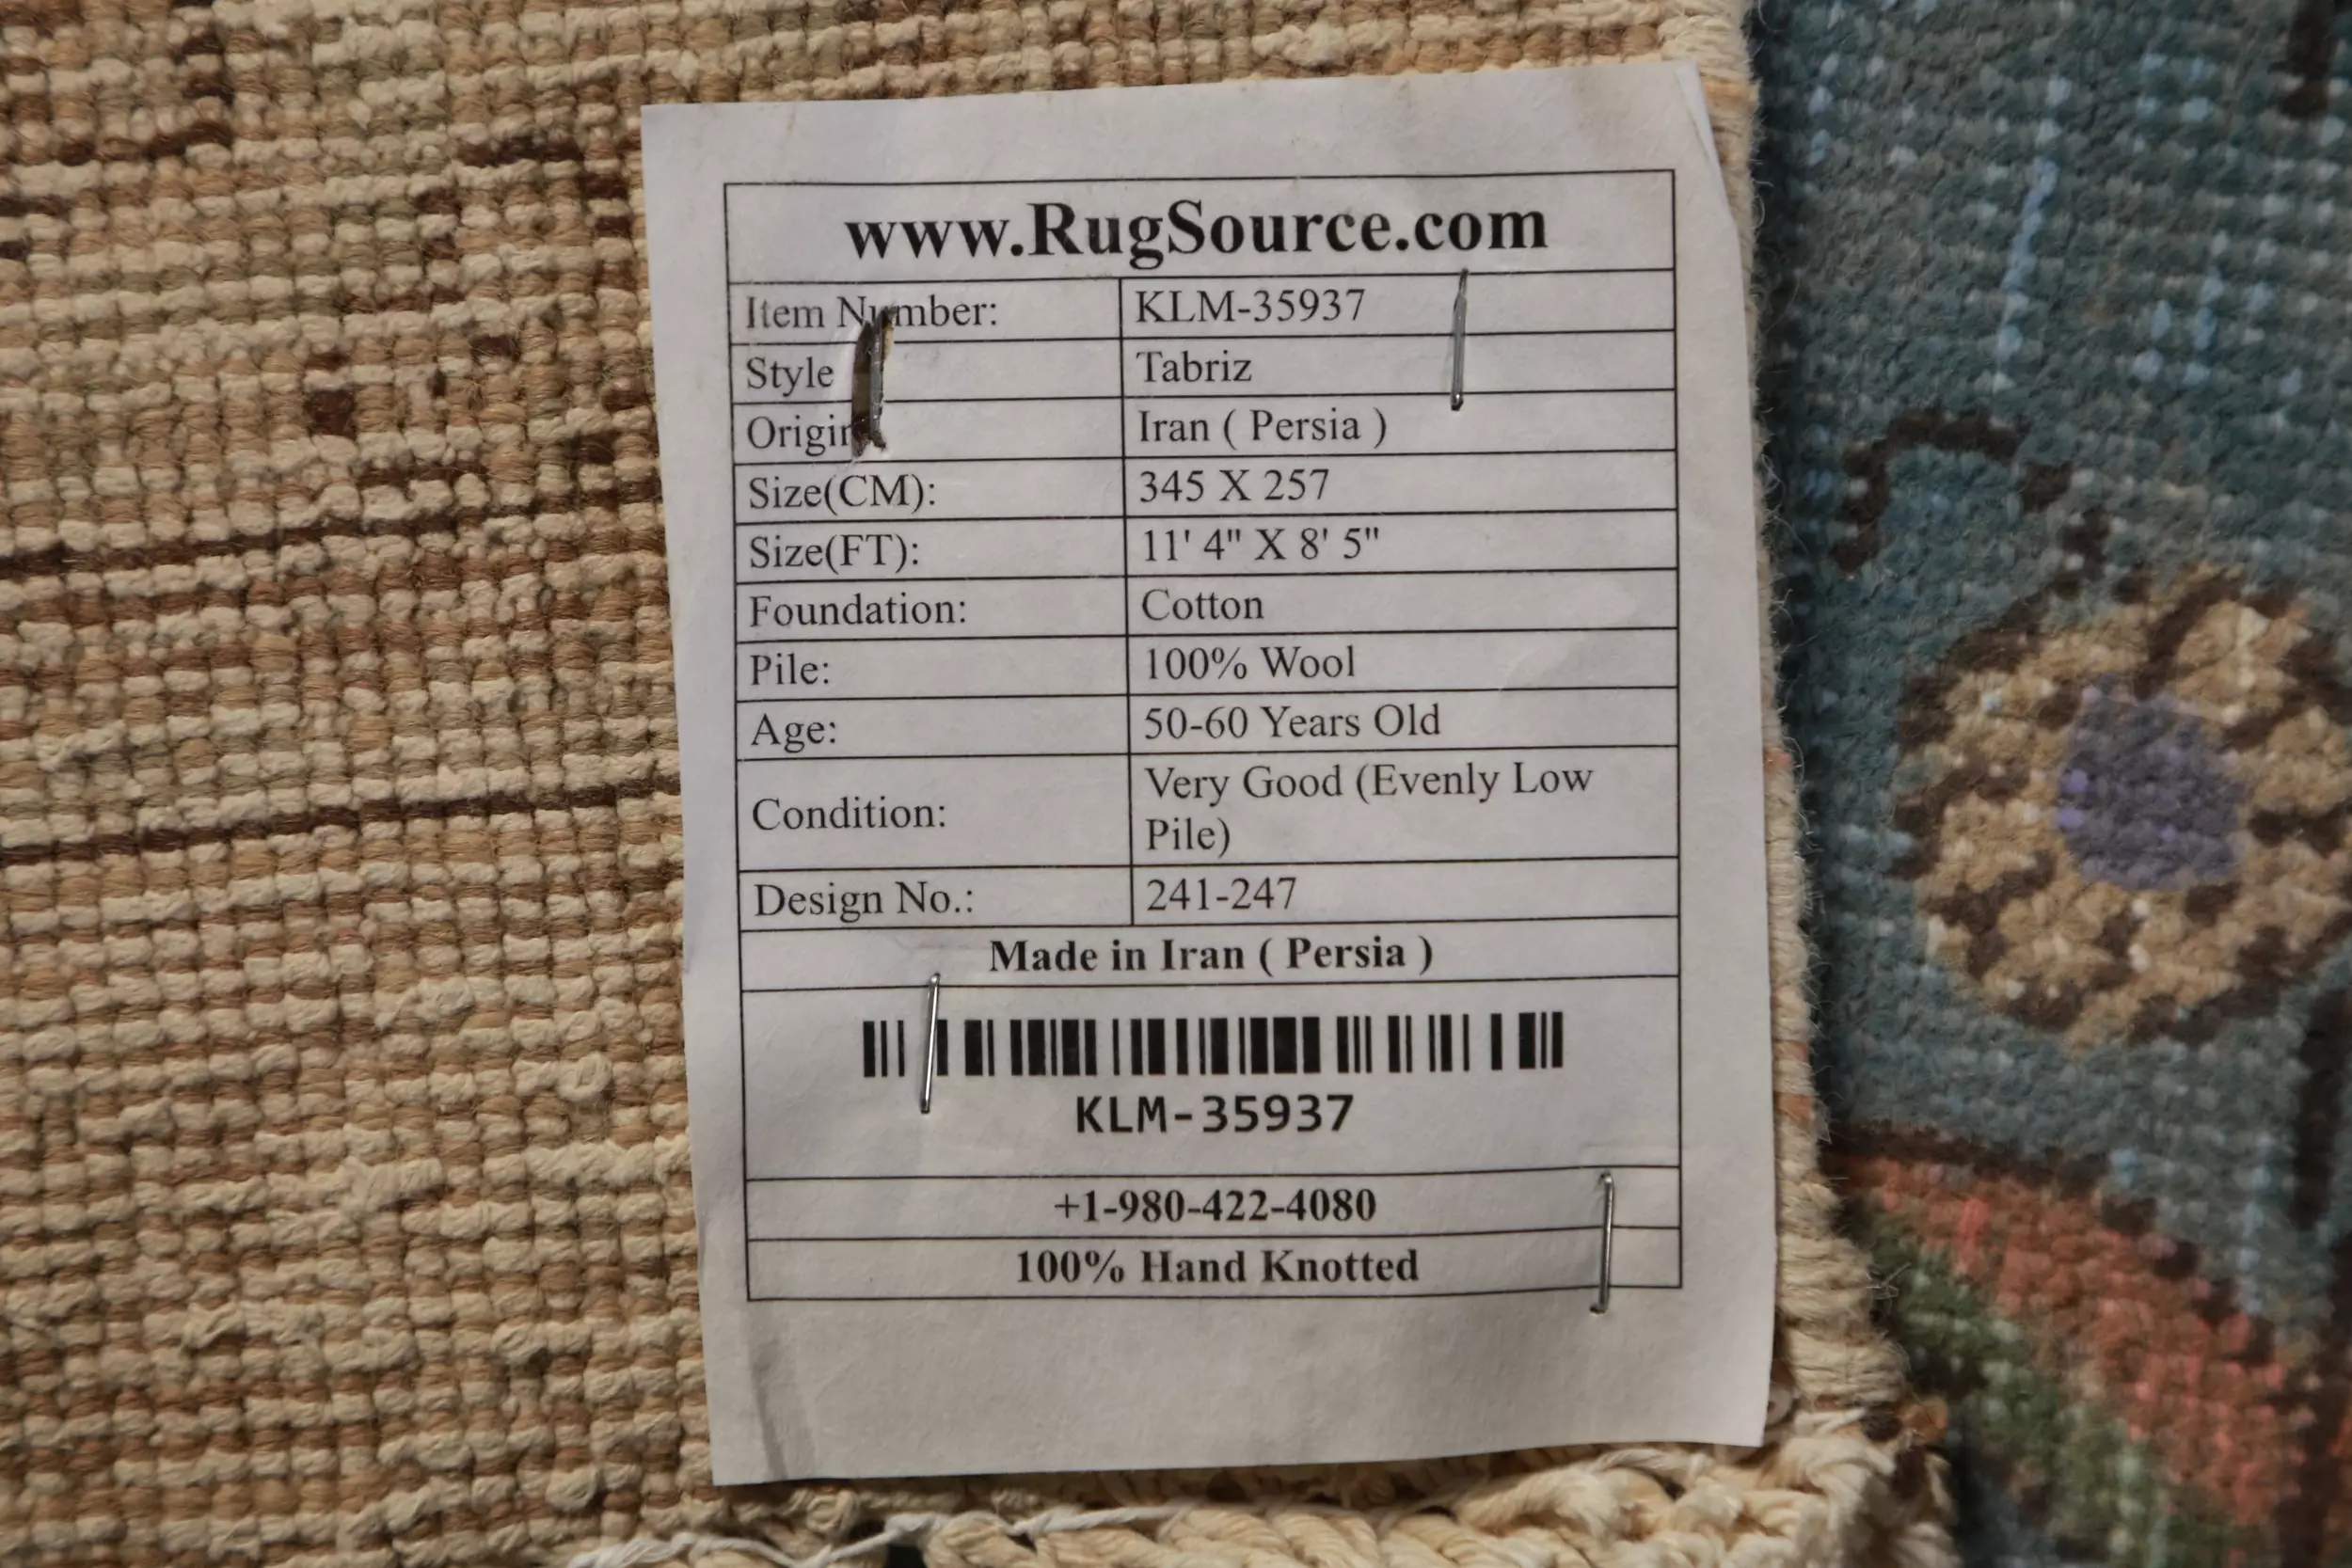 www.RugSource.com
Item Number: KLM-35937
Style Tabriz
Origin Iran ( Persia )
Size(CM): 345 X 257
Size(FT): 11' 4" X 8' 5"
Foundation: Cotton
Pile: 100% Wool
Age: 50-60 Years Old
Condition: Very Good (Evenly Low
Pile)
Design No.: 241-247
Made in Iran ( Persia )
KLM-35937
+1-980-422-4080
100% Hand Knotted